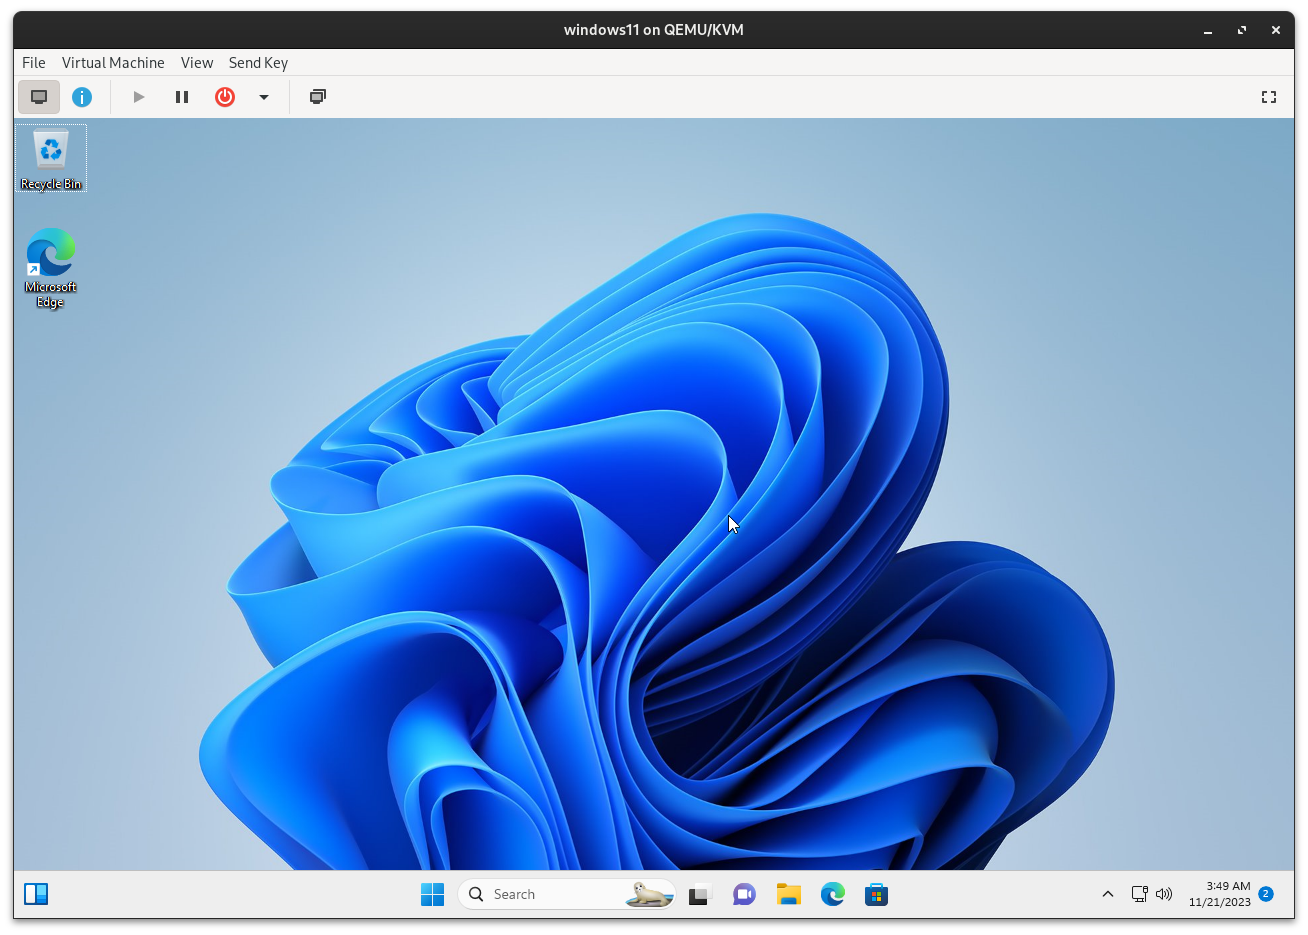 windows11 on QEMU/KVM
File Virtual Machine View Send Key
Recycle Bin
Microsoft
Edge
Search
3:49 AM
11/21/2023
2